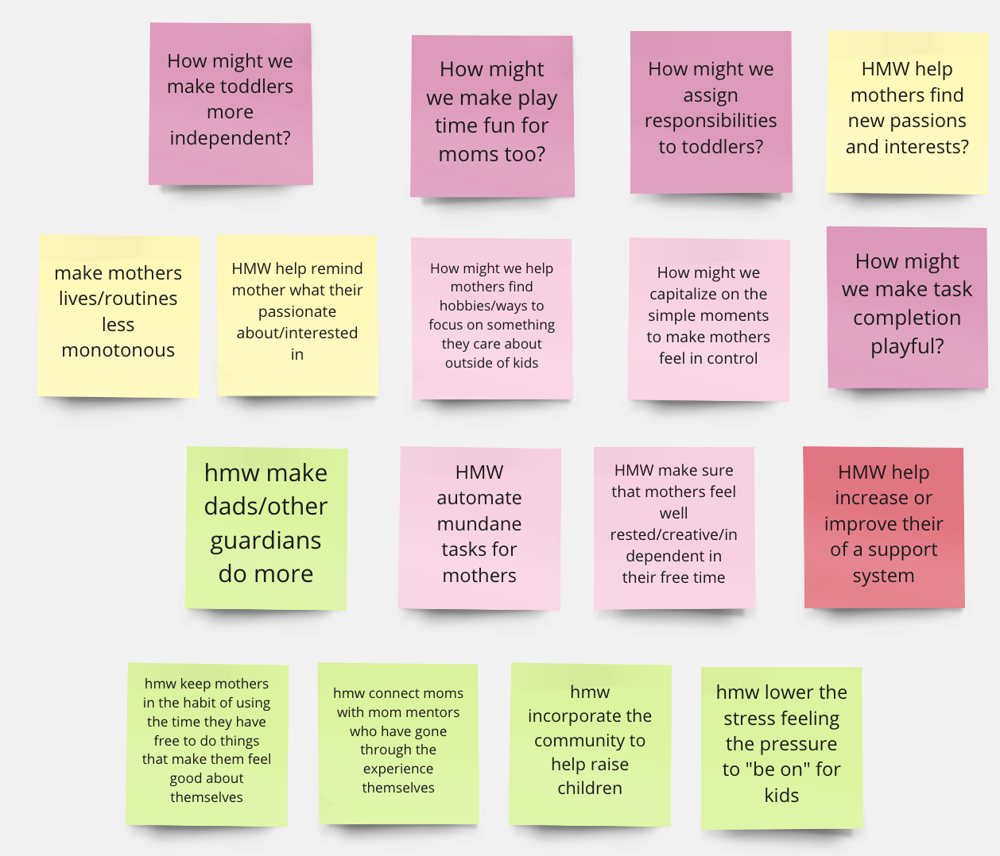 How might we
make toddlers
more
independent?
How might
we make play
time fun for
moms too?
How might we
assign
responsibilities
to toddlers?
HMW help
mothers find
new passions
and interests?
make mothers
lives/routines
less
monotonous
HMW help remind
mother what their
passionate
about/interested
in
How might we help
mothers find
hobbies/ways to
focus on something
they care about
outside of kids
How might we
capitalize on the
simple moments
to make mothers
feel in control
How might
we make task
completion
playful?
hmw make
dads/other
guardians
do more
HMW
automate
mundane
tasks for
mothers
HMW make sure
that mothers feel
well
rested/creative/in
dependent in
their free time
HMW help
increase or
improve their
of a support
system
hmw keep mothers
in the habit of using
the time they have
free to do things
that make them feel
good about
themselves
hmw connect moms
with mom mentors
who have gone
through the
experience
themselves
hmw
incorporate the
community to
help raise
children
hmw lower the
stress feeling
the pressure
to "be on" for
kids